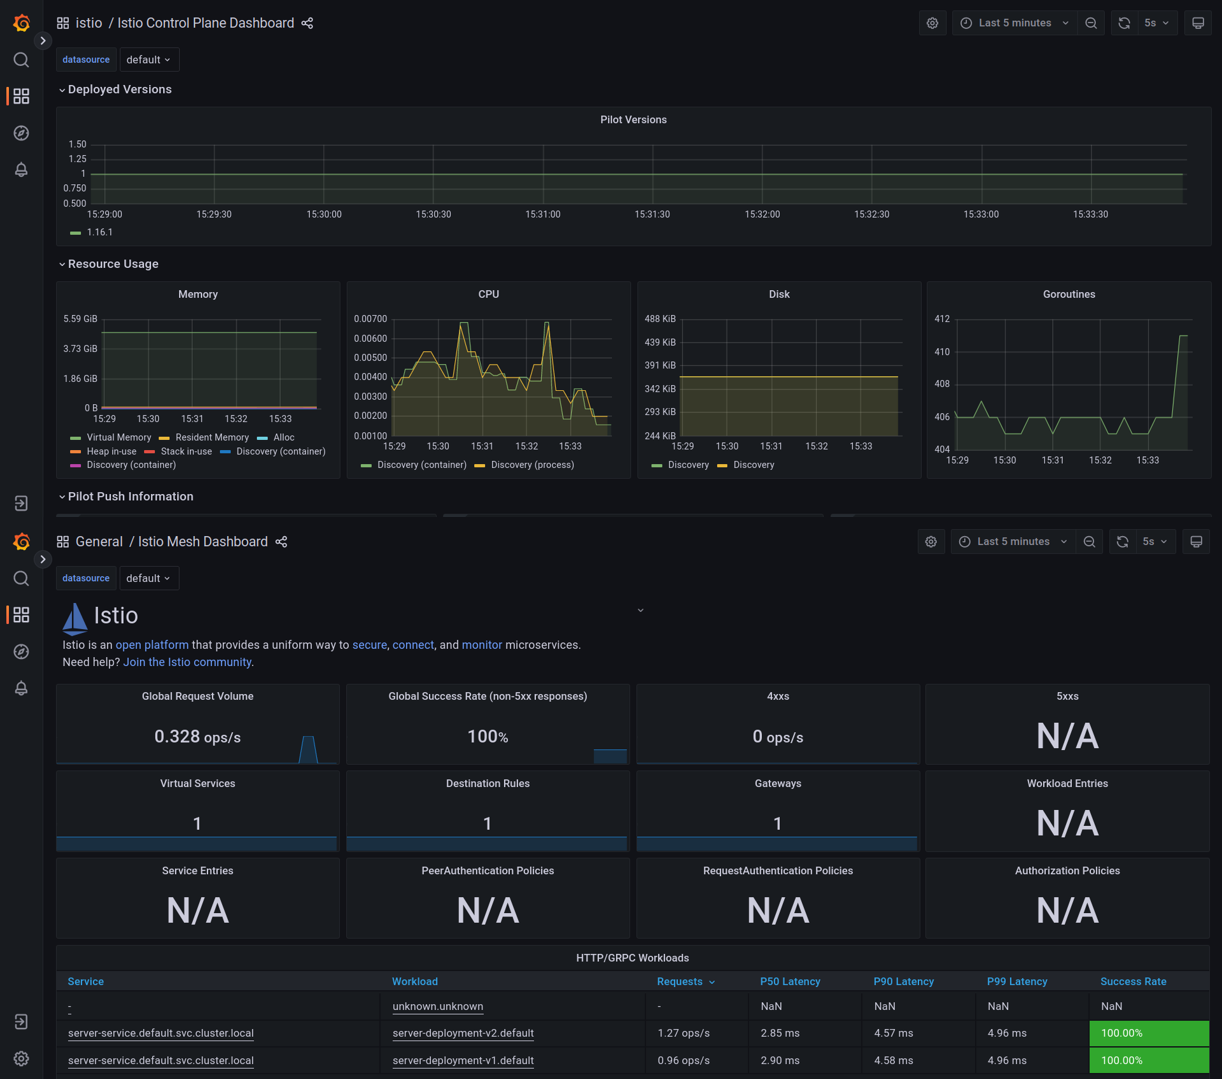 istio / Istio Control Plane Dashboard
Last 5 minutes
5s
datasource default
Deployed Versions
Pilot Versions
1.50
1.25
1
0.750
0.500
15:29:00 15:29:30 15:30:00 15:30:30 15:31:00 15:31:30 15:32:00 15:32:30 15:33:00 15:33:30
1.16.1
Resource Usage
Memory
5.59 GiB
3.73 GiB
1.86 GiB
0 B
15:29 15:30 15:31 15:32 15:33
Virtual Memory Resident Memory Alloc
Heap in-use Stack in-use Discovery (container)
Discovery (container)
CPU
0.00700
0.00600
0.00500
0.00400
0.00300
0.00200
0.00100
15:29 15:30 15:31 15:32 15:33
Discovery (container) Discovery (process)
Disk
488 KiB
439 KiB
391 KiB
342 KiB
293 KiB
244 KiB
15:29 15:30 15:31 15:32 15:33
Discovery Discovery
Goroutines
412
410
408
406
404
15:29 15:30 15:31 15:32 15:33
Pilot Push Information
General / Istio Mesh Dashboard
Last 5 minutes
5s
datasource default
Istio
Istio is an open platform that provides a uniform way to secure, connect, and monitor microservices.
Need help? Join the Istio community.
Global Request Volume
0.328 ops/s
Global Success Rate (non-5xx responses)
100%
4xxs
0 ops/s
5xxs
N/A
Virtual Services
1
Destination Rules
1
Gateways
1
Workload Entries
N/A
Service Entries
N/A
PeerAuthentication Policies
N/A
RequestAuthentication Policies
N/A
Authorization Policies
N/A
HTTP/GRPC Workloads
Service Workload Requests P50 Latency P90 Latency P99 Latency Success Rate
- unknown.unknown - NaN NaN NaN NaN
server-service.default.svc.cluster.local server-deployment-v2.default 1.27 ops/s 2.85 ms 4.57 ms 4.96 ms 100.00%
server-service.default.svc.cluster.local server-deployment-v1.default 0.96 ops/s 2.90 ms 4.58 ms 4.96 ms 100.00%